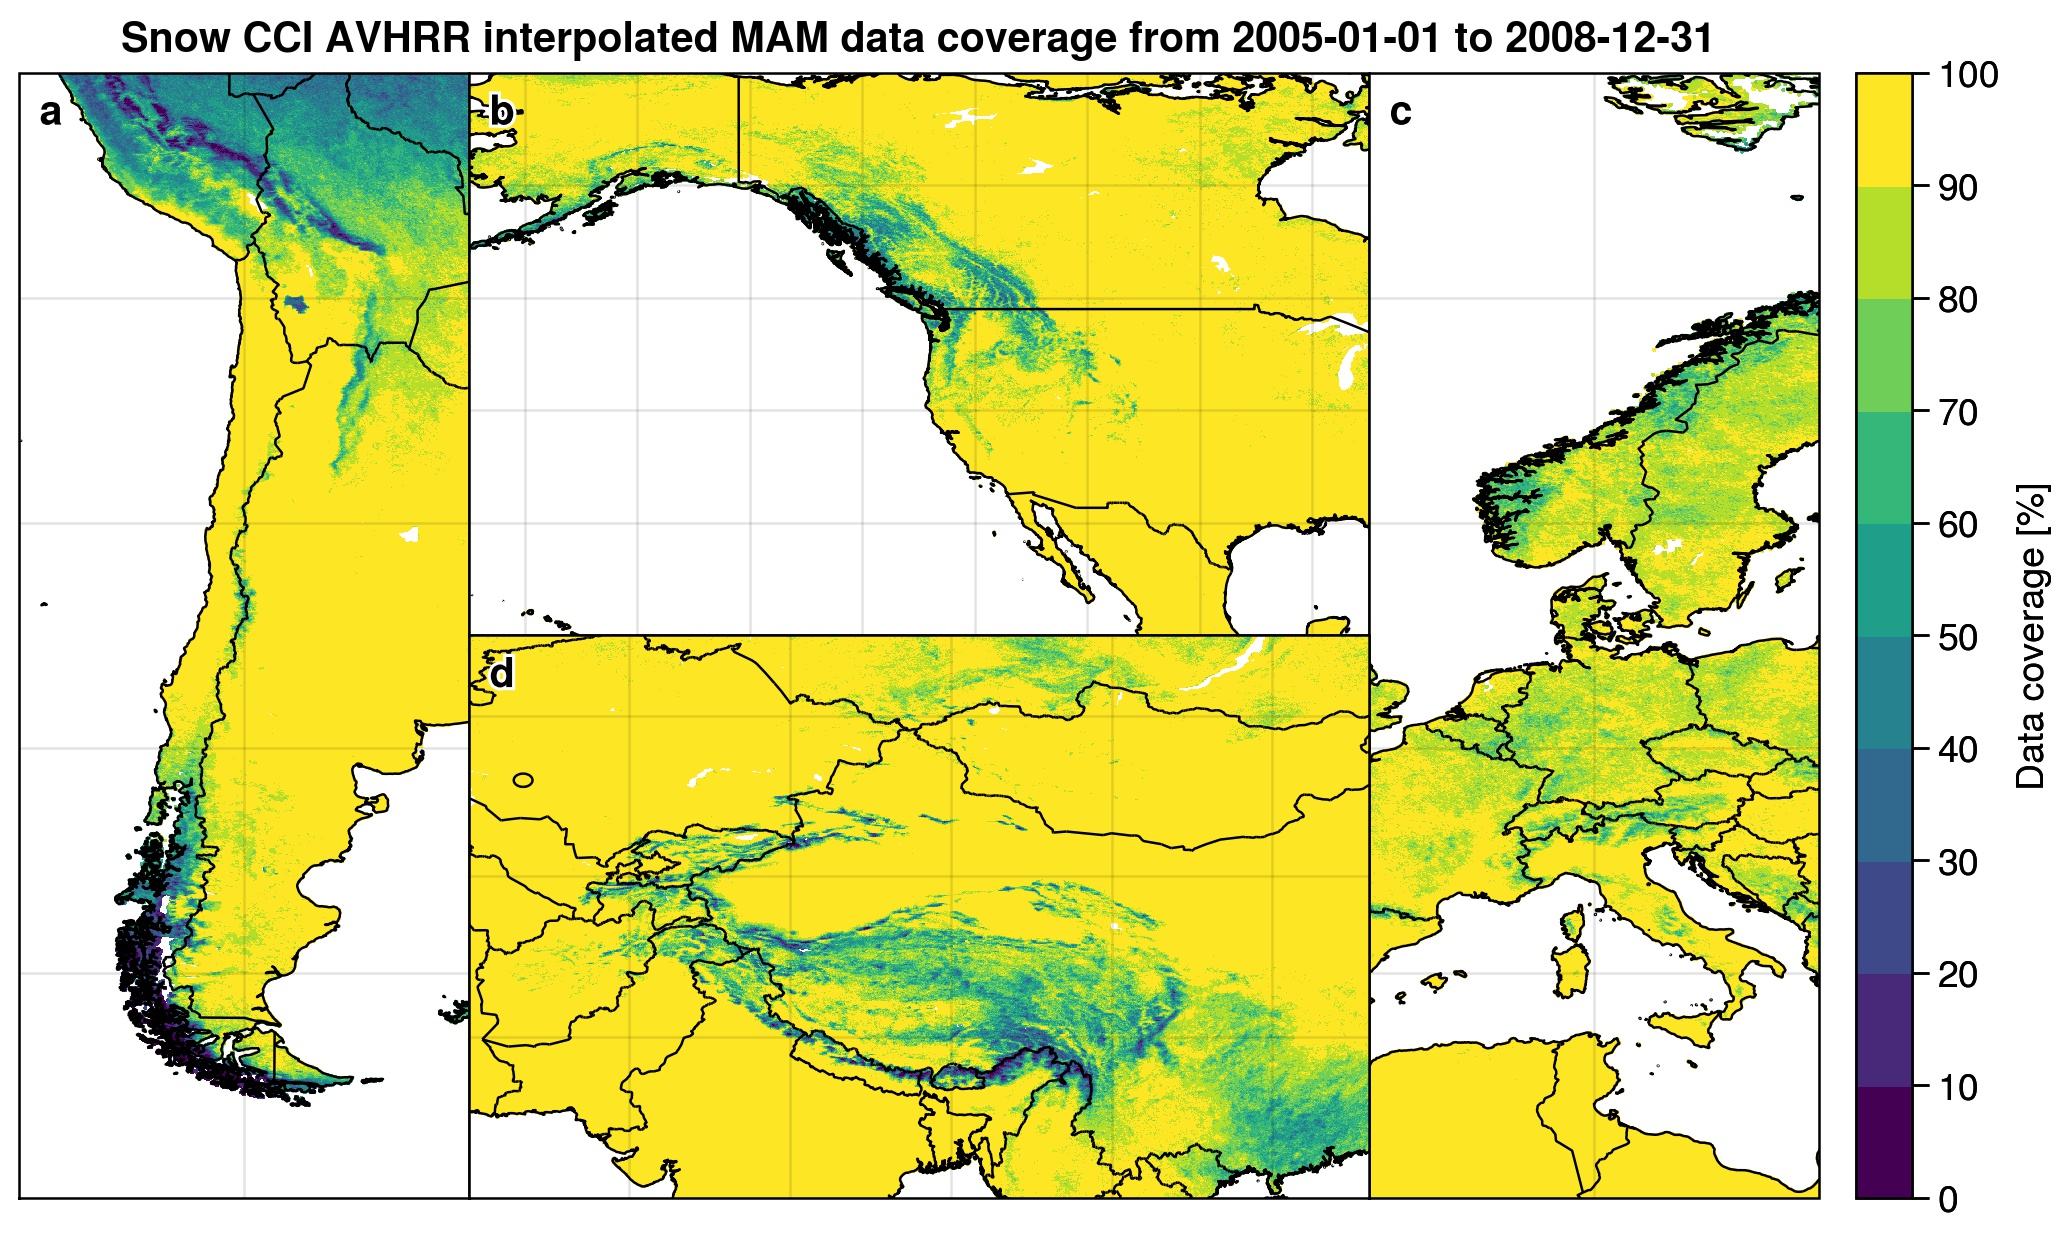 Snow CCI AVHRR interpolated MAM data coverage from 2005-01-01 to 2008-12-31
a
b
c
d
100
90
80
70
60
50
40
30
20
10
0
Data coverage [%]